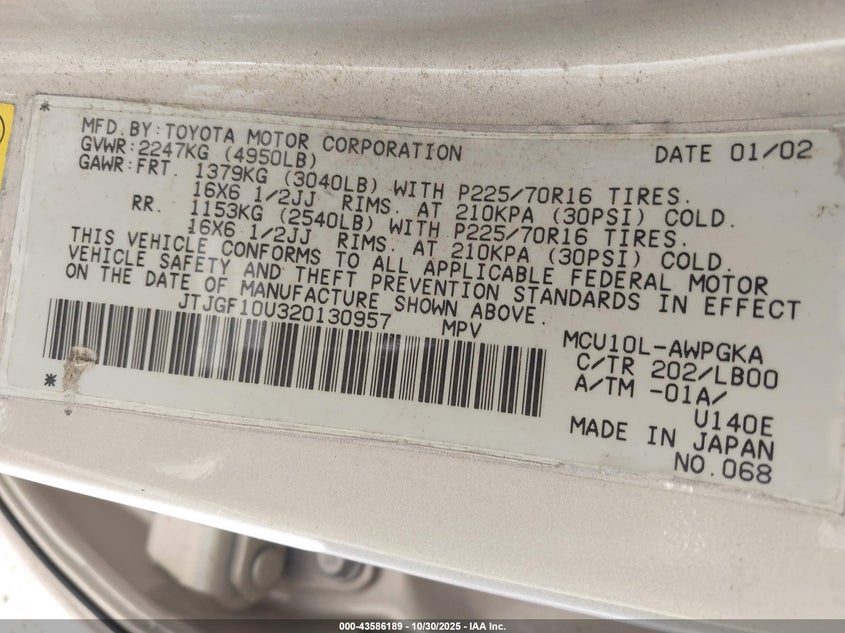 MFD.BY:TOYOTA MOTOR CORPORATION DATE 01/02
GVWR:2247KG (4950LB)
GAWR:FRT. 1379KG (3040LB) WITH P225/70R16 TIRES.
16X6 1/2JJ RIMS. AT 210KPA (30PSI) COLD.
RR. 1153KG (2540LB) WITH P225/70R16 TIRES.
16X6 1/2JJ RIMS. AT 210KPA (30PSI) COLD.
THIS VEHICLE CONFORMS TO ALL APPLICABLE FEDERAL MOTOR
VEHICLE SAFETY AND THEFT PREVENTION STANDARDS IN EFFECT
ON THE DATE OF MANUFACTURE SHOWN ABOVE.
JTJGF10U320130957 MPV
MCU10L-AWPGKA
C/TR 202/LB00
A/TM -01A/
U140E
MADE IN JAPAN
NO.068
000-43586189 - 10/30/2025 - IAA Inc.